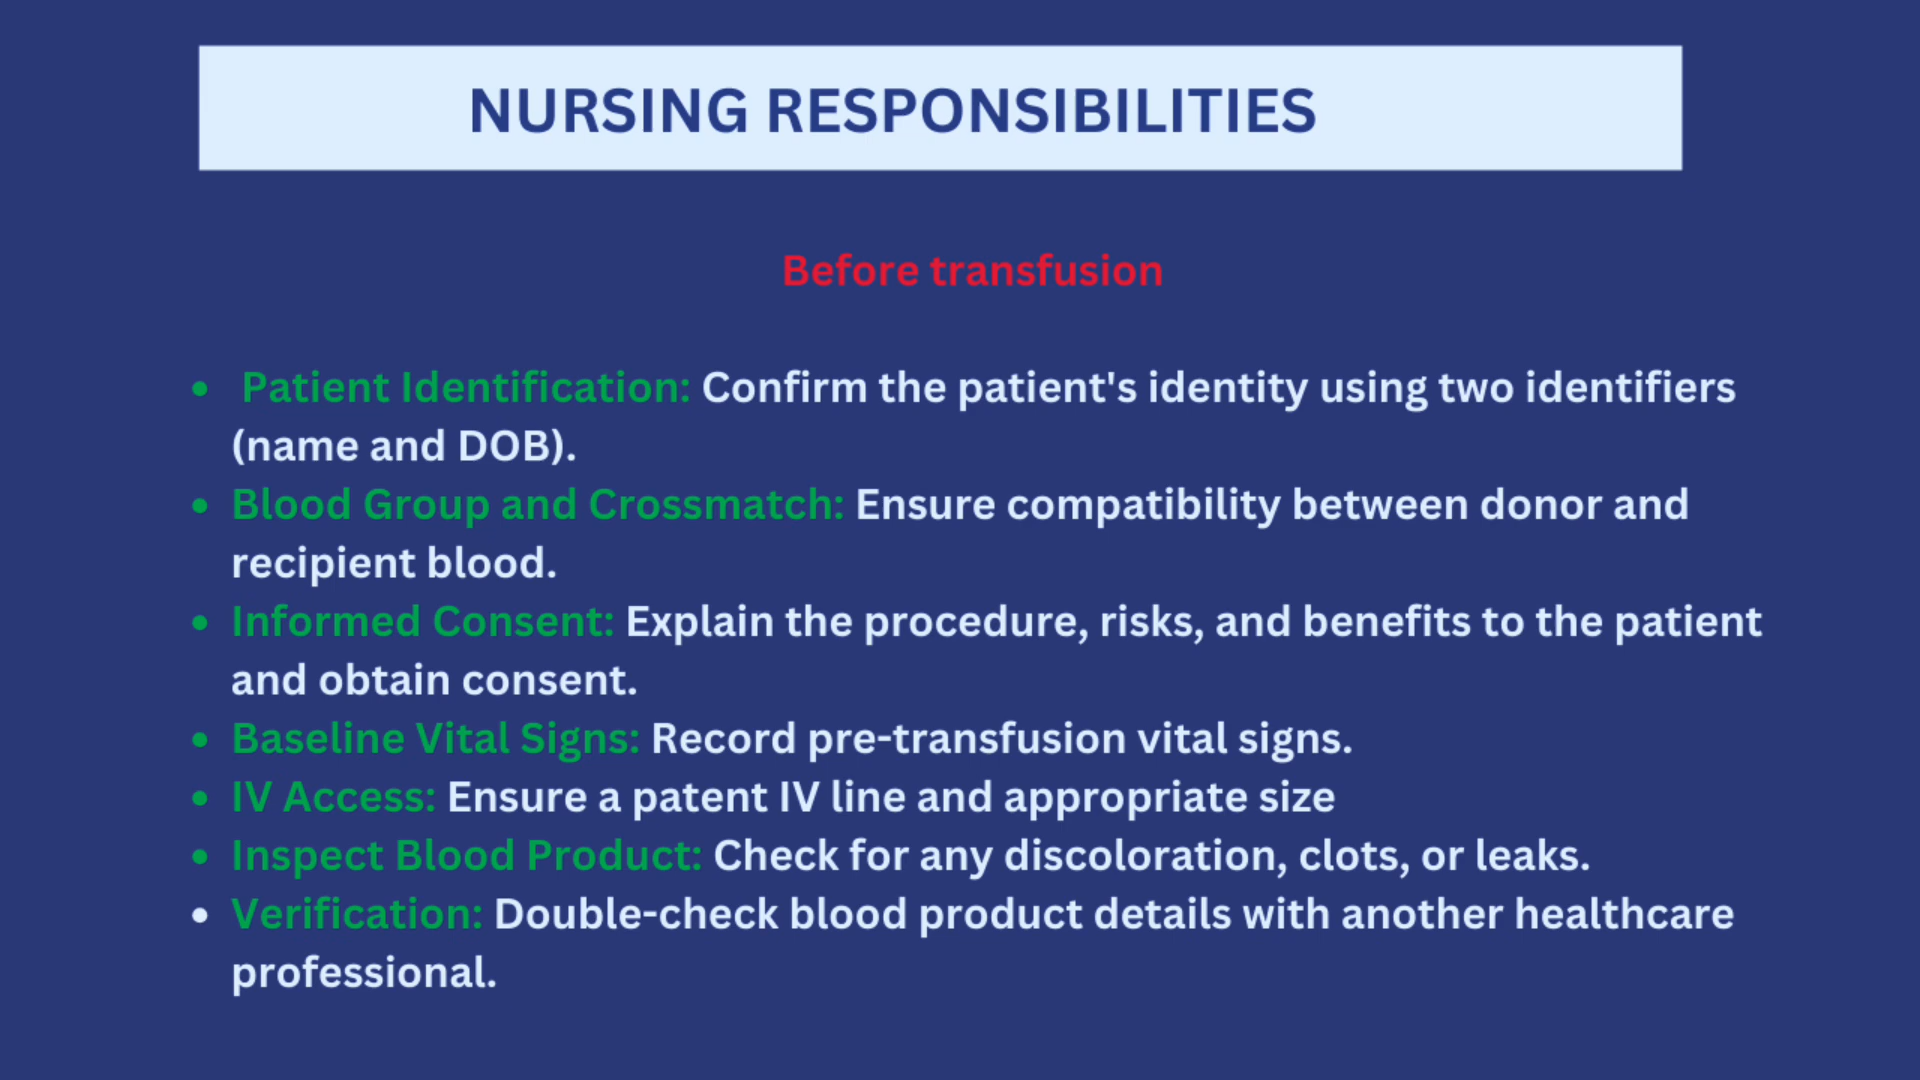 NURSING RESPONSIBILITIES
Before transfusion
• Patient Identification: Confirm the patient's identity using two identifiers
(name and DOB).
• Blood Group and Crossmatch: Ensure compatibility between donor and
recipient blood.
• Informed Consent: Explain the procedure, risks, and benefits to the patient
and obtain consent.
• Baseline Vital Signs: Record pre-transfusion vital signs.
• IV Access: Ensure a patent IV line and appropriate size
• Inspect Blood Product: Check for any discoloration, clots, or leaks.
• Verification: Double-check blood product details with another healthcare
professional.